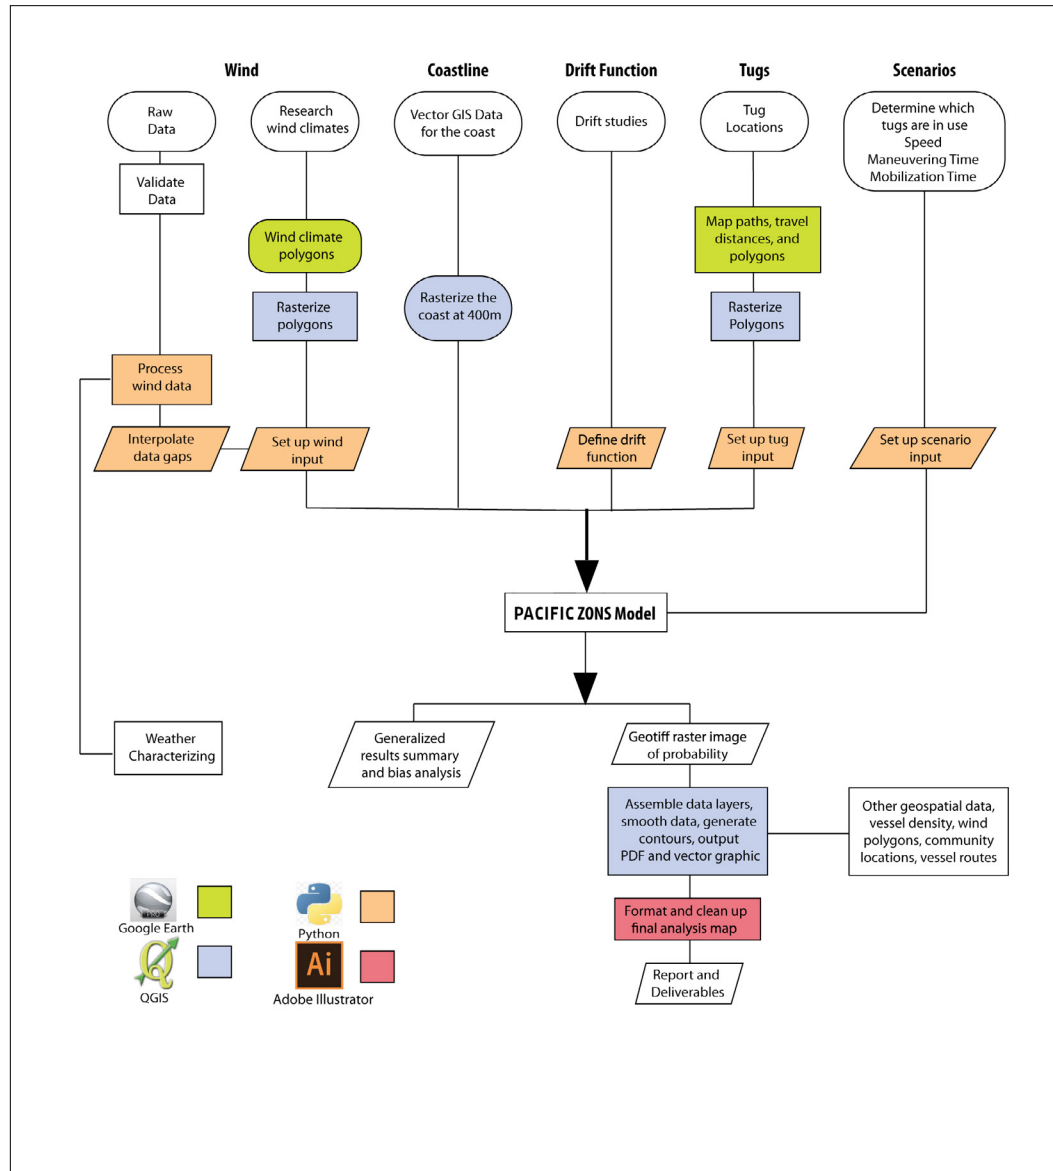 Wind
Coastline
Drift Function
Tugs
Scenarios
Raw
Data
Research
wind climates
Vector GIS Data
for the coast
Drift studies
Tug
Locations
Determine which
tugs are in use
Speed
Maneuvering Time
Mobilization Time
Validate
Data
Wind climate
polygons
Map paths, travel
distances, and
polygons
Rasterize
polygons
Rasterize the
coast at 400m
Rasterize
Polygons
Process
wind data
Interpolate
data gaps
Set up wind
input
Define drift
function
Set up tug
input
Set up scenario
input
PACIFIC ZONS Model
Weather
Characterizing
Generalized
results summary
and bias analysis
Geotiff raster image
of probability
Assemble data layers,
smooth data, generate
contours, output
PDF and vector graphic
Other geospatial data,
vessel density, wind
polygons, community
locations, vessel routes
Format and clean up
final analysis map
Report and
Deliverables
PRO
Google Earth
Python
QGIS
Ai
Adobe Illustrator